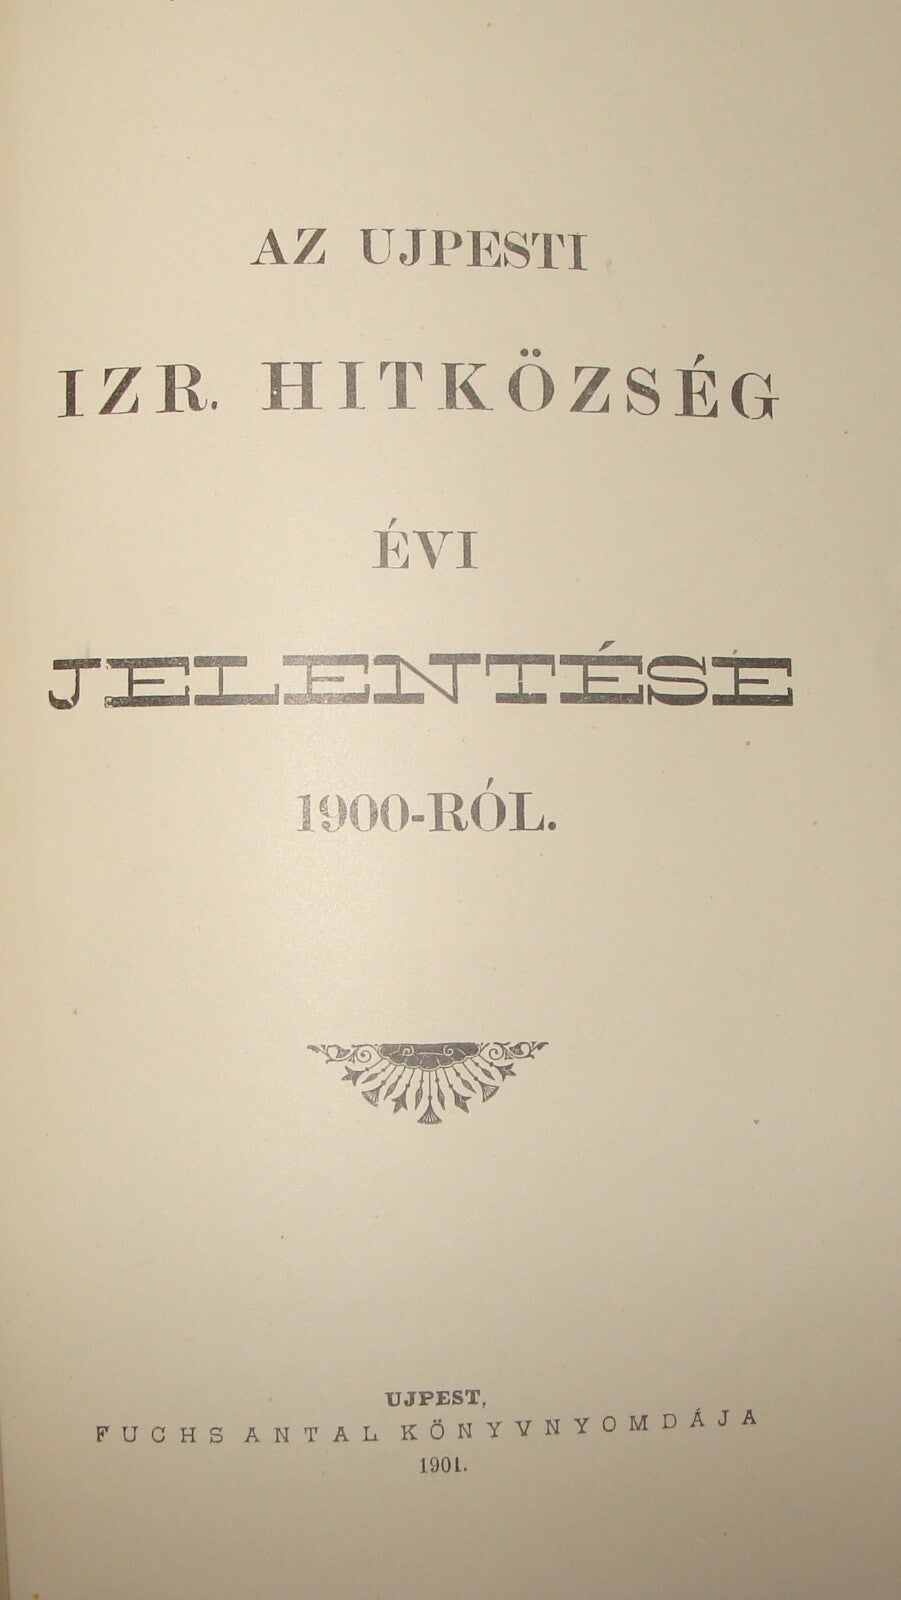 AZ UJPESTI
IZR. HITKÖZSÉG
ÉVI
JELENTÉSE
1900-RÓL.
UJPEST,
FUCHS ANTAL KÖNYVNYOMDÁJA
1901.